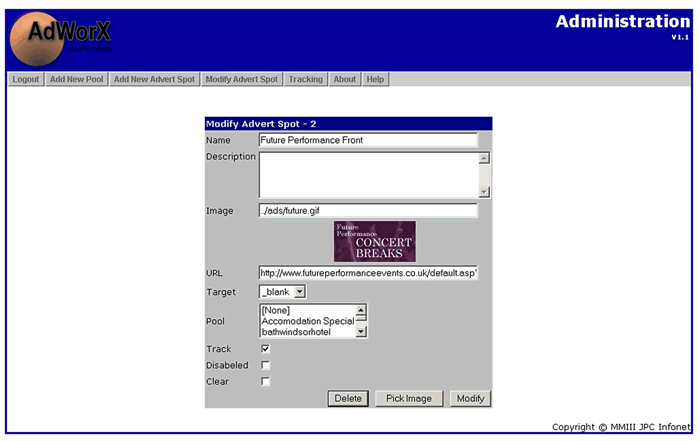 AdWorX
Administration
v1.1
Logout Add New Pool Add New Advert Spot Modify Advert Spot Tracking About Help
Modify Advert Spot - 2
Name Future Performance Front
Description
Image ../ads/future.gif
Future
Performance
CONCERT
BREAKS
URL http://www.futureperformanceevents.co.uk/default.asp?
Target _blank
Pool [None]
Accomodation Special
bathwindsorhotel
Track
Disabeled
Clear
Delete Pick Image Modify
Copyright © MMIII JPC Infonet